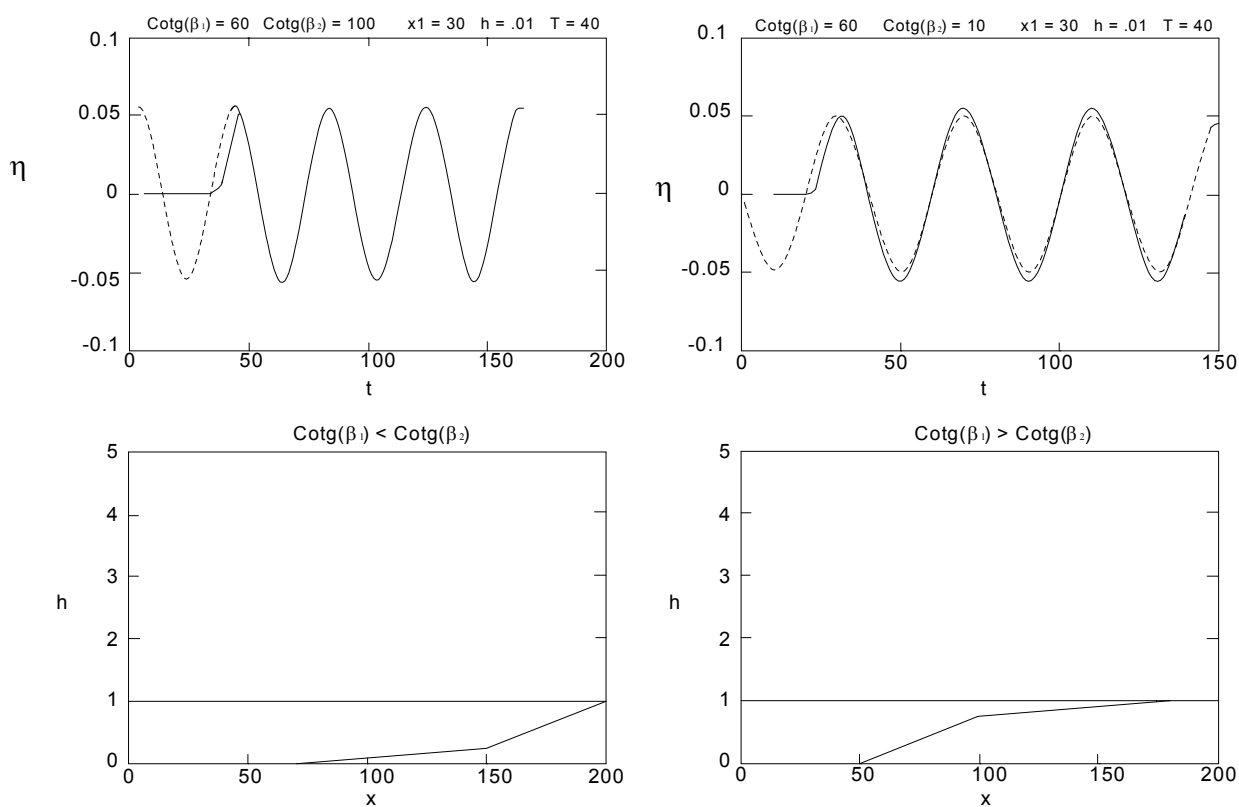 Cotg(β₁) = 60 Cotg(β₂) = 100 x1 = 30 h = .01 T = 40
0.1
0.05
0
-0.05
-0.1
η
0 50 100 150 200
t
Cotg(β₁) = 60 Cotg(β₂) = 10 x1 = 30 h = .01 T = 40
0.1
0.05
0
-0.05
-0.1
η
0 50 100 150
t
Cotg(β₁) < Cotg(β₂)
5
4
3
2
1
0
h
0 50 100 150 200
x
Cotg(β₁) > Cotg(β₂)
5
4
3
2
1
0
h
0 50 100 150 200
x